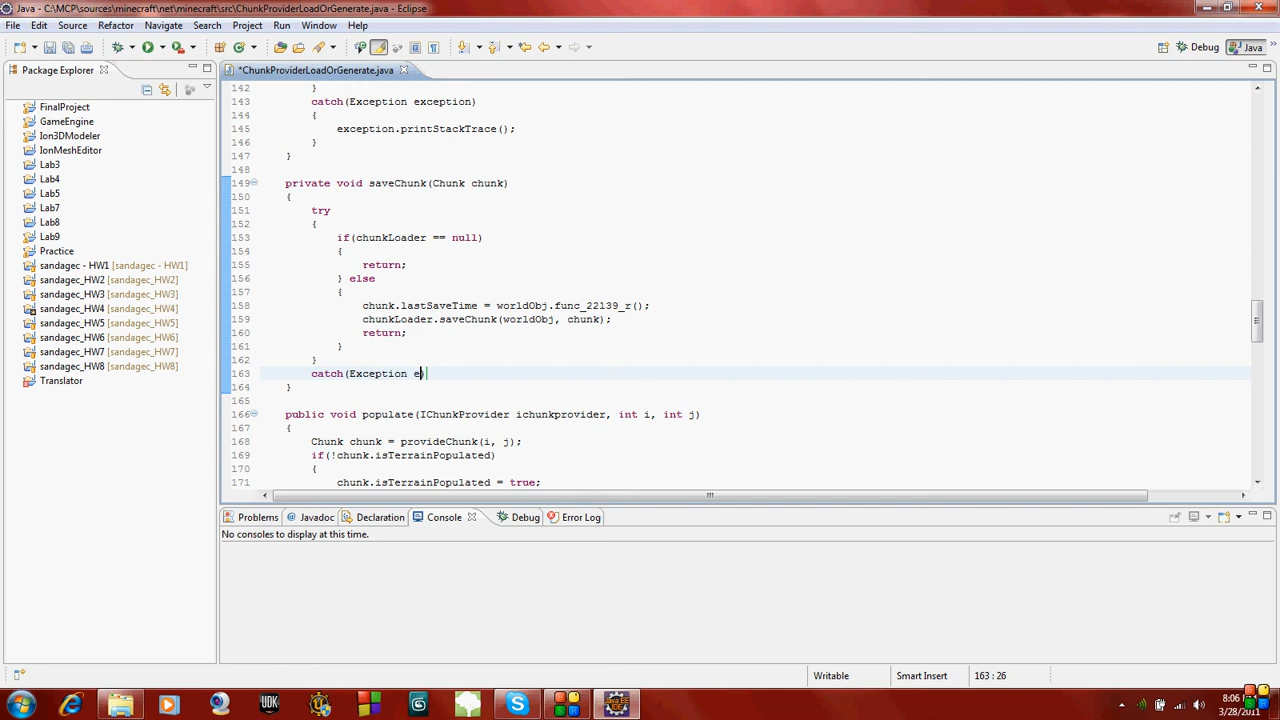 Java - C:\MCP\sources\minecraft\net\minecraft\src\ChunkProviderLoadOrGenerate.java - Eclipse
File Edit Source Refactor Navigate Search Project Run Window Help
Debug Java
Package Explorer
*ChunkProviderLoadOrGenerate.java
FinalProject
GameEngine
Ion3DModeler
IonMeshEditor
Lab3
Lab4
Lab5
Lab7
Lab8
Lab9
Practice
sandagec - HW1 [sandagec - HW1]
sandagec_HW2 [sandagec_HW2]
sandagec_HW3 [sandagec_HW3]
sandagec_HW4 [sandagec_HW4]
sandagec_HW5 [sandagec_HW5]
sandagec_HW6 [sandagec_HW6]
sandagec_HW7 [sandagec_HW7]
sandagec_HW8 [sandagec_HW8]
Translator
142 }
143 catch(Exception exception)
144 {
145 exception.printStackTrace();
146 }
147 }
148
149 private void saveChunk(Chunk chunk)
150 {
151 try
152 {
153 if(chunkLoader == null)
154 {
155 return;
156 } else
157 {
158 chunk.lastSaveTime = worldObj.func_22139_r();
159 chunkLoader.saveChunk(worldObj, chunk);
160 return;
161 }
162 }
163 catch(Exception e)
164 }
165
166 public void populate(IChunkProvider ichunkprovider, int i, int j)
167 {
168 Chunk chunk = provideChunk(i, j);
169 if(!chunk.isTerrainPopulated)
170 {
171 chunk.isTerrainPopulated = true;
Problems Javadoc Declaration Console Debug Error Log
No consoles to display at this time.
Writable Smart Insert 163 : 26
UDK
Java EE
8:06
3/28/2011